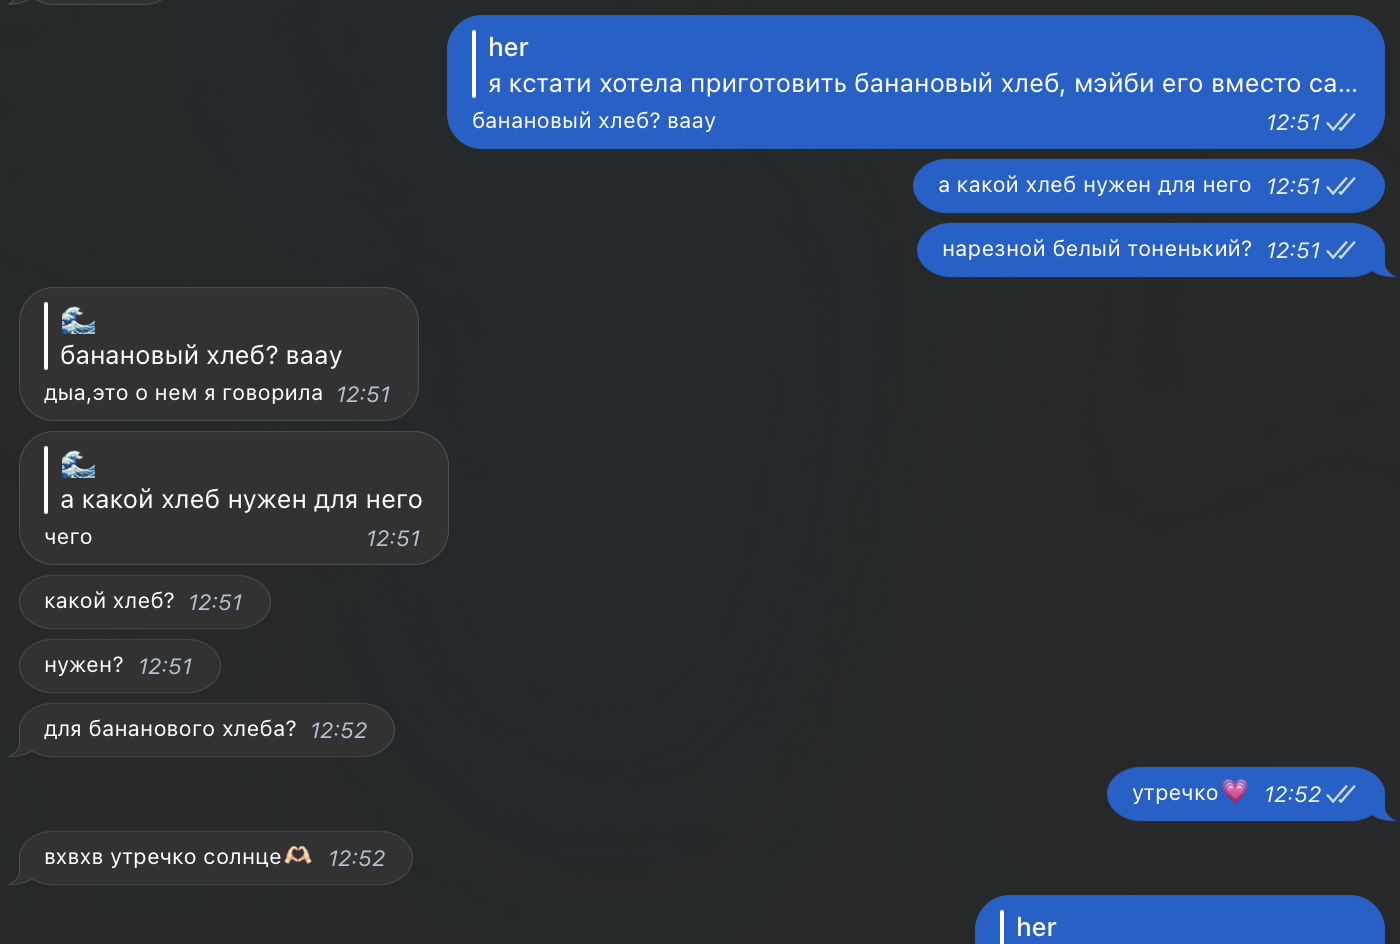 her
я кстати хотела приготовить банановый хлеб, мэйби его вместо са...
банановый хлеб? ваау
12:51
а какой хлеб нужен для него 12:51
нарезной белый тоненький? 12:51
🌊
банановый хлеб? ваау
дыа,это о нем я говорила 12:51
🌊
а какой хлеб нужен для него
чего 12:51
какой хлеб? 12:51
нужен? 12:51
для бананового хлеба? 12:52
утречко💗 12:52
вхвхв утречко солнце🫶🏻 12:52
her